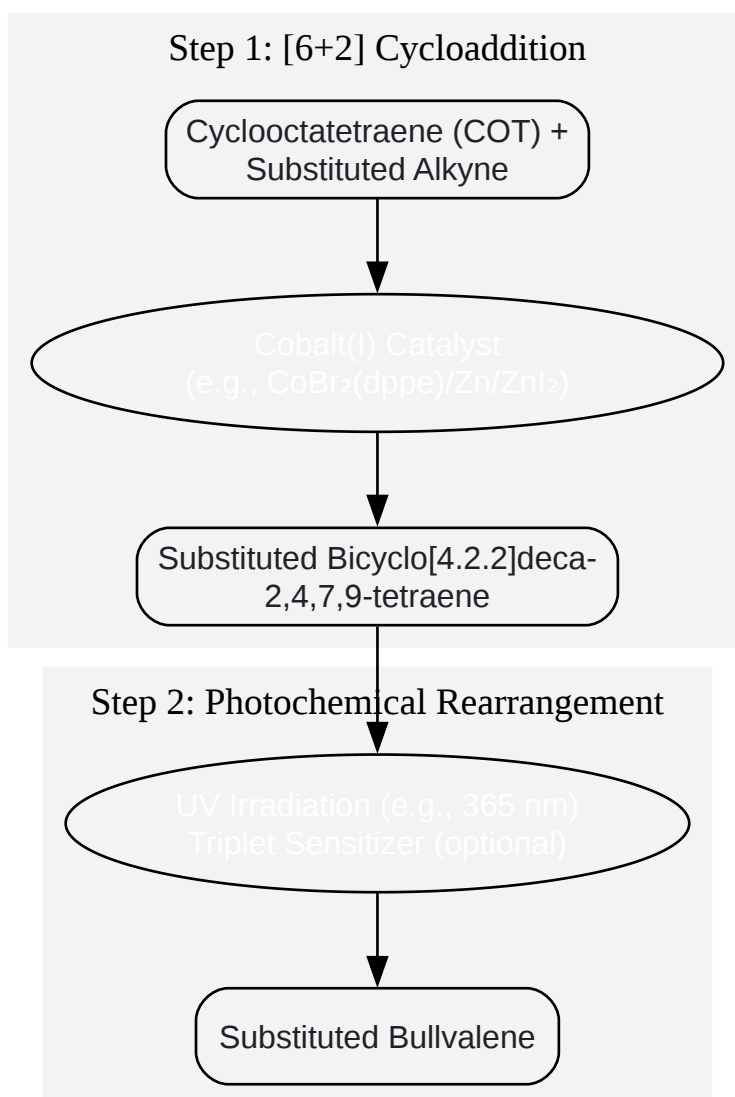 Step 1: [6+2] Cycloaddition
Cyclooctatetraene (COT) +
Substituted Alkyne
Cobalt(I) Catalyst
(e.g., CoBr₂(dppe)/Zn/ZnI₂)
Substituted Bicyclo[4.2.2]deca-
2,4,7,9-tetraene
Step 2: Photochemical Rearrangement
UV Irradiation (e.g., 365 nm)
Triplet Sensitizer (optional)
Substituted Bullvalene